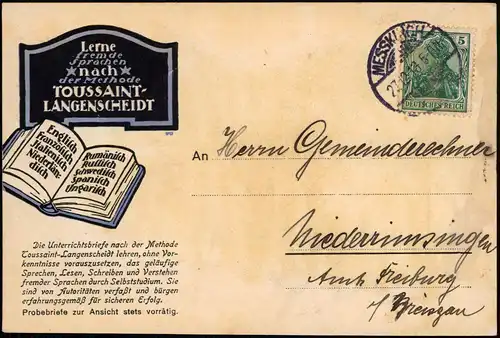 Lerne
fremde
Sprachen
nach
der Methode
TOUSSAINT-
LANGENSCHEIDT
Englisch
Französisch
Italienisch
Niederlän-
disch
Rumänisch
Russisch
Schwedisch
Spanisch
Ungarisch
Die Unterrichtsbriefe nach der Methode
Toussaint-Langenscheidt lehren, ohne Vor-
kenntnisse vorauszusetzen, das geläufige
Sprechen, Lesen, Schreiben und Verstehen
fremder Sprachen durch Selbststudium. Sie
sind von Autoritäten verfaßt und bürgen
erfahrungsgemäß für sicheren Erfolg.
Probebriefe zur Ansicht stets vorrätig.
MESSKIRCH
5
DEUTSCHES REICH
An
Herrn Gemeinderechner
Niederrimsingen
Amt Freiburg
i/Breisgau